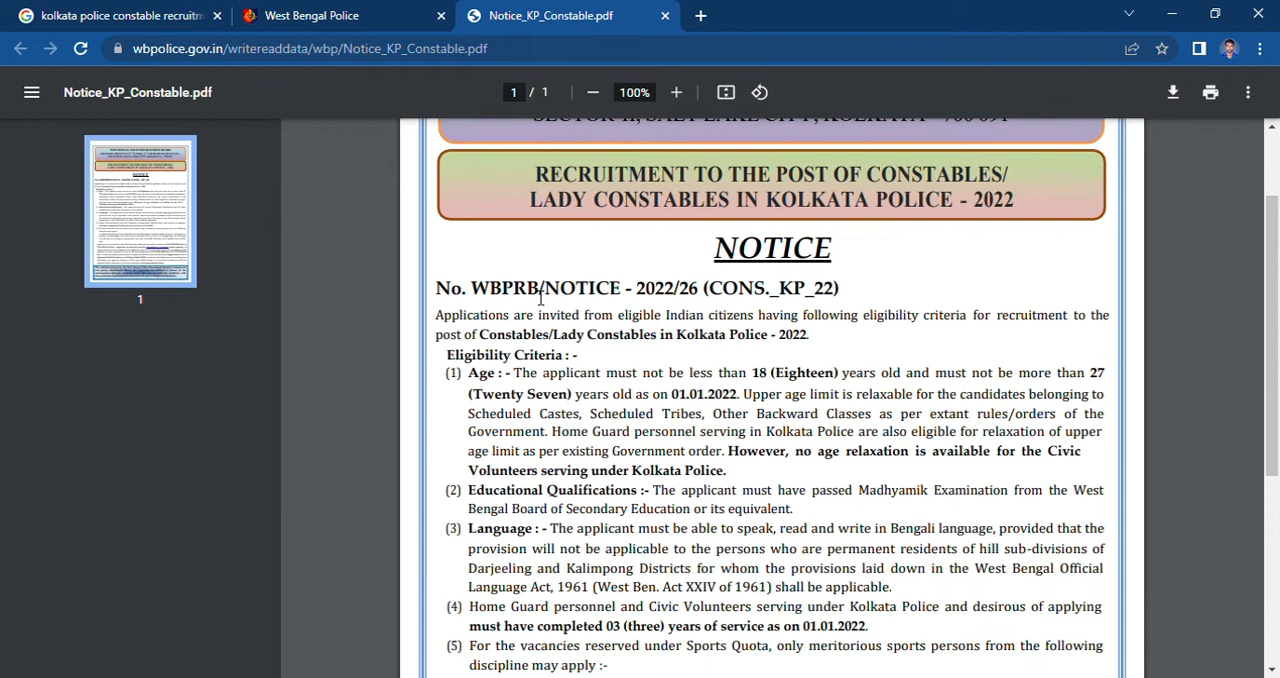 kolkata police constable recruitm
West Bengal Police
Notice_KP_Constable.pdf
wbpolice.gov.in/writereaddata/wbp/Notice_KP_Constable.pdf
Notice_KP_Constable.pdf
1 / 1
100%
1
SECTOR II, SALT LAKE CITY, KOLKATA - 700 091
RECRUITMENT TO THE POST OF CONSTABLES/
LADY CONSTABLES IN KOLKATA POLICE - 2022
NOTICE
No. WBPRB/NOTICE - 2022/26 (CONS._KP_22)
Applications are invited from eligible Indian citizens having following eligibility criteria for recruitment to the
post of Constables/Lady Constables in Kolkata Police - 2022.
Eligibility Criteria : -
(1) Age : - The applicant must not be less than 18 (Eighteen) years old and must not be more than 27
(Twenty Seven) years old as on 01.01.2022. Upper age limit is relaxable for the candidates belonging to
Scheduled Castes, Scheduled Tribes, Other Backward Classes as per extant rules/orders of the
Government. Home Guard personnel serving in Kolkata Police are also eligible for relaxation of upper
age limit as per existing Government order. However, no age relaxation is available for the Civic
Volunteers serving under Kolkata Police.
(2) Educational Qualifications :- The applicant must have passed Madhyamik Examination from the West
Bengal Board of Secondary Education or its equivalent.
(3) Language : - The applicant must be able to speak, read and write in Bengali language, provided that the
provision will not be applicable to the persons who are permanent residents of hill sub-divisions of
Darjeeling and Kalimpong Districts for whom the provisions laid down in the West Bengal Official
Language Act, 1961 (West Ben. Act XXIV of 1961) shall be applicable.
(4) Home Guard personnel and Civic Volunteers serving under Kolkata Police and desirous of applying
must have completed 03 (three) years of service as on 01.01.2022.
(5) For the vacancies reserved under Sports Quota, only meritorious sports persons from the following
discipline may apply :-